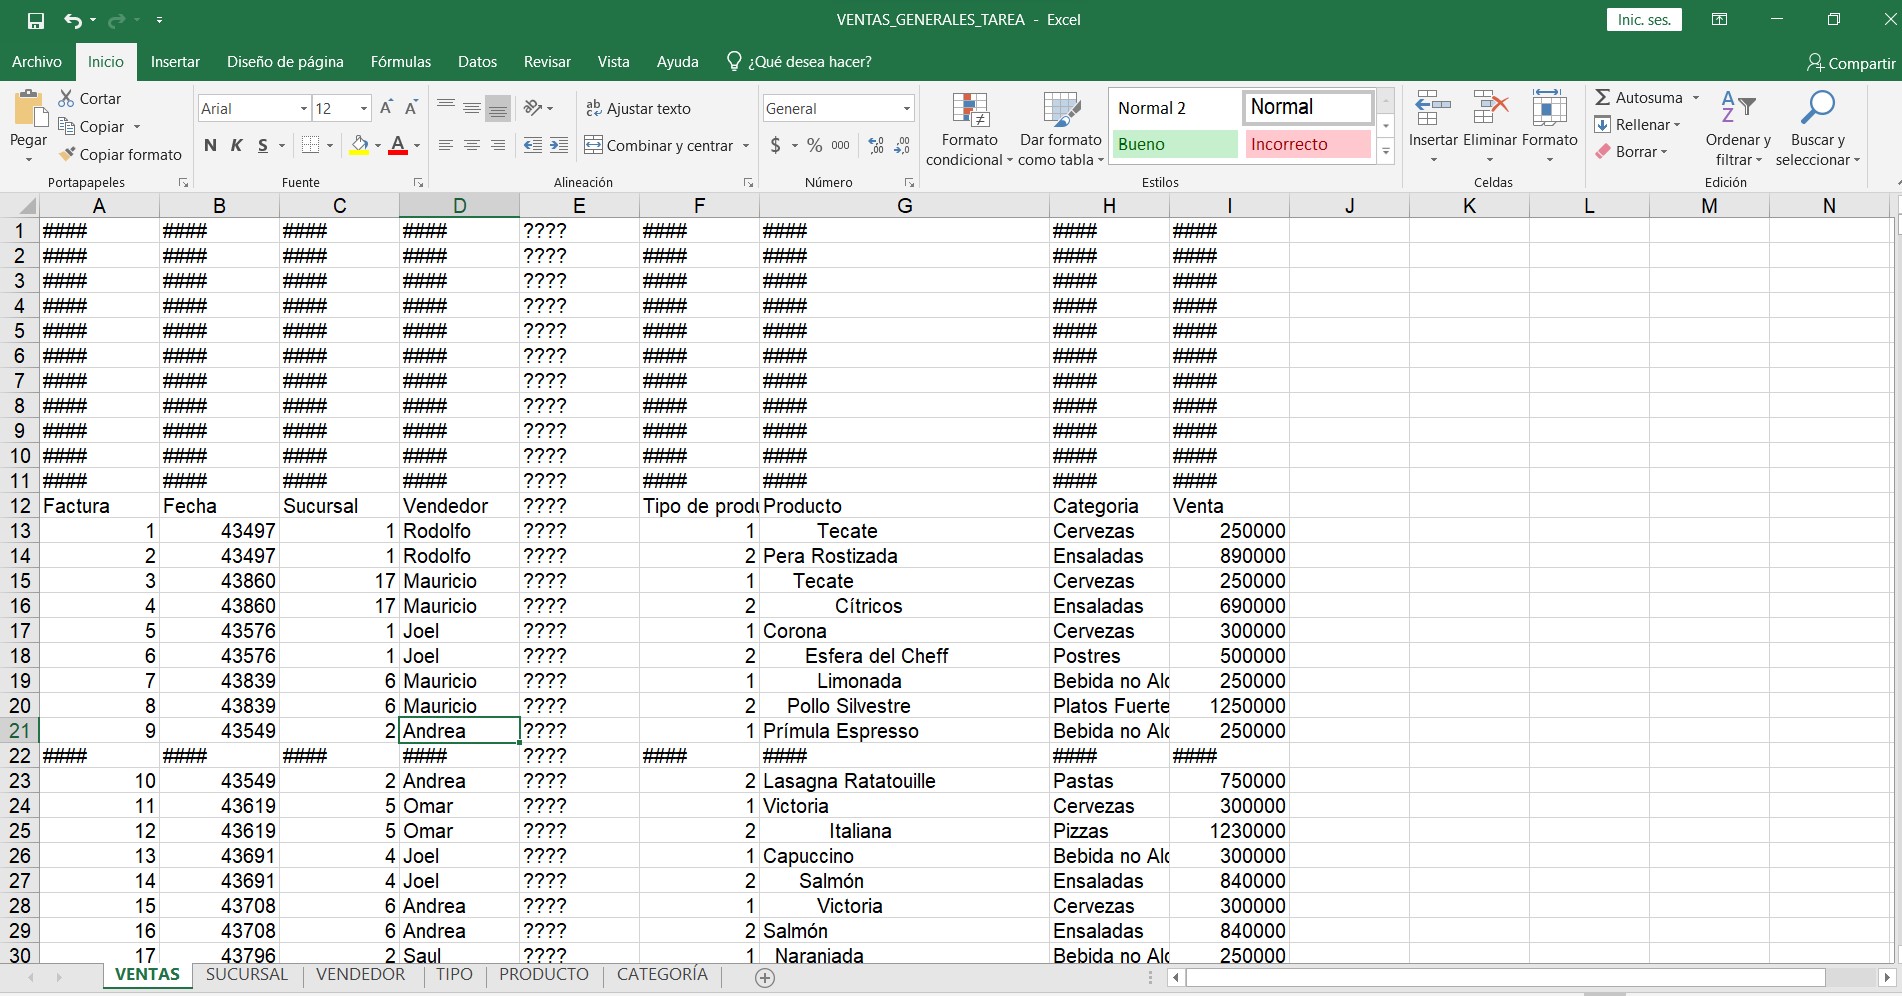 VENTAS_GENERALES_TAREA - Excel
Inic. ses.
Archivo Inicio Insertar Diseño de página Fórmulas Datos Revisar Vista Ayuda ¿Qué desea hacer? Compartir
Pegar
Cortar
Copiar
Copiar formato
Portapapeles
Arial 12
N K S
Fuente
Ajustar texto
Combinar y centrar
Alineación
General
$ % 000
Número
Formato condicional
Dar formato como tabla
Normal 2 Normal
Bueno Incorrecto
Estilos
Insertar Eliminar Formato
Celdas
Autosuma
Rellenar
Borrar
Ordenar y filtrar
Buscar y seleccionar
Edición
A B C D E F G H I J K L M N
1 #### #### #### #### ???? #### #### #### ####
2 #### #### #### #### ???? #### #### #### ####
3 #### #### #### #### ???? #### #### #### ####
4 #### #### #### #### ???? #### #### #### ####
5 #### #### #### #### ???? #### #### #### ####
6 #### #### #### #### ???? #### #### #### ####
7 #### #### #### #### ???? #### #### #### ####
8 #### #### #### #### ???? #### #### #### ####
9 #### #### #### #### ???? #### #### #### ####
10 #### #### #### #### ???? #### #### #### ####
11 #### #### #### #### ???? #### #### #### ####
12 Factura Fecha Sucursal Vendedor ???? Tipo de produ Producto Categoria Venta
13 1 43497 1 Rodolfo ???? 1 Tecate Cervezas 250000
14 2 43497 1 Rodolfo ???? 2 Pera Rostizada Ensaladas 890000
15 3 43860 17 Mauricio ???? 1 Tecate Cervezas 250000
16 4 43860 17 Mauricio ???? 2 Cítricos Ensaladas 690000
17 5 43576 1 Joel ???? 1 Corona Cervezas 300000
18 6 43576 1 Joel ???? 2 Esfera del Cheff Postres 500000
19 7 43839 6 Mauricio ???? 1 Limonada Bebida no Alc 250000
20 8 43839 6 Mauricio ???? 2 Pollo Silvestre Platos Fuerte 1250000
21 9 43549 2 Andrea ???? 1 Prímula Espresso Bebida no Alc 250000
22 #### #### #### #### ???? #### #### #### ####
23 10 43549 2 Andrea ???? 2 Lasagna Ratatouille Pastas 750000
24 11 43619 5 Omar ???? 1 Victoria Cervezas 300000
25 12 43619 5 Omar ???? 2 Italiana Pizzas 1230000
26 13 43691 4 Joel ???? 1 Capuccino Bebida no Alc 300000
27 14 43691 4 Joel ???? 2 Salmón Ensaladas 840000
28 15 43708 6 Andrea ???? 1 Victoria Cervezas 300000
29 16 43708 6 Andrea ???? 2 Salmón Ensaladas 840000
30 17 43796 2 Saul ???? 1 Naranjada Bebida no Alc 250000
VENTAS SUCURSAL VENDEDOR TIPO PRODUCTO CATEGORÍA